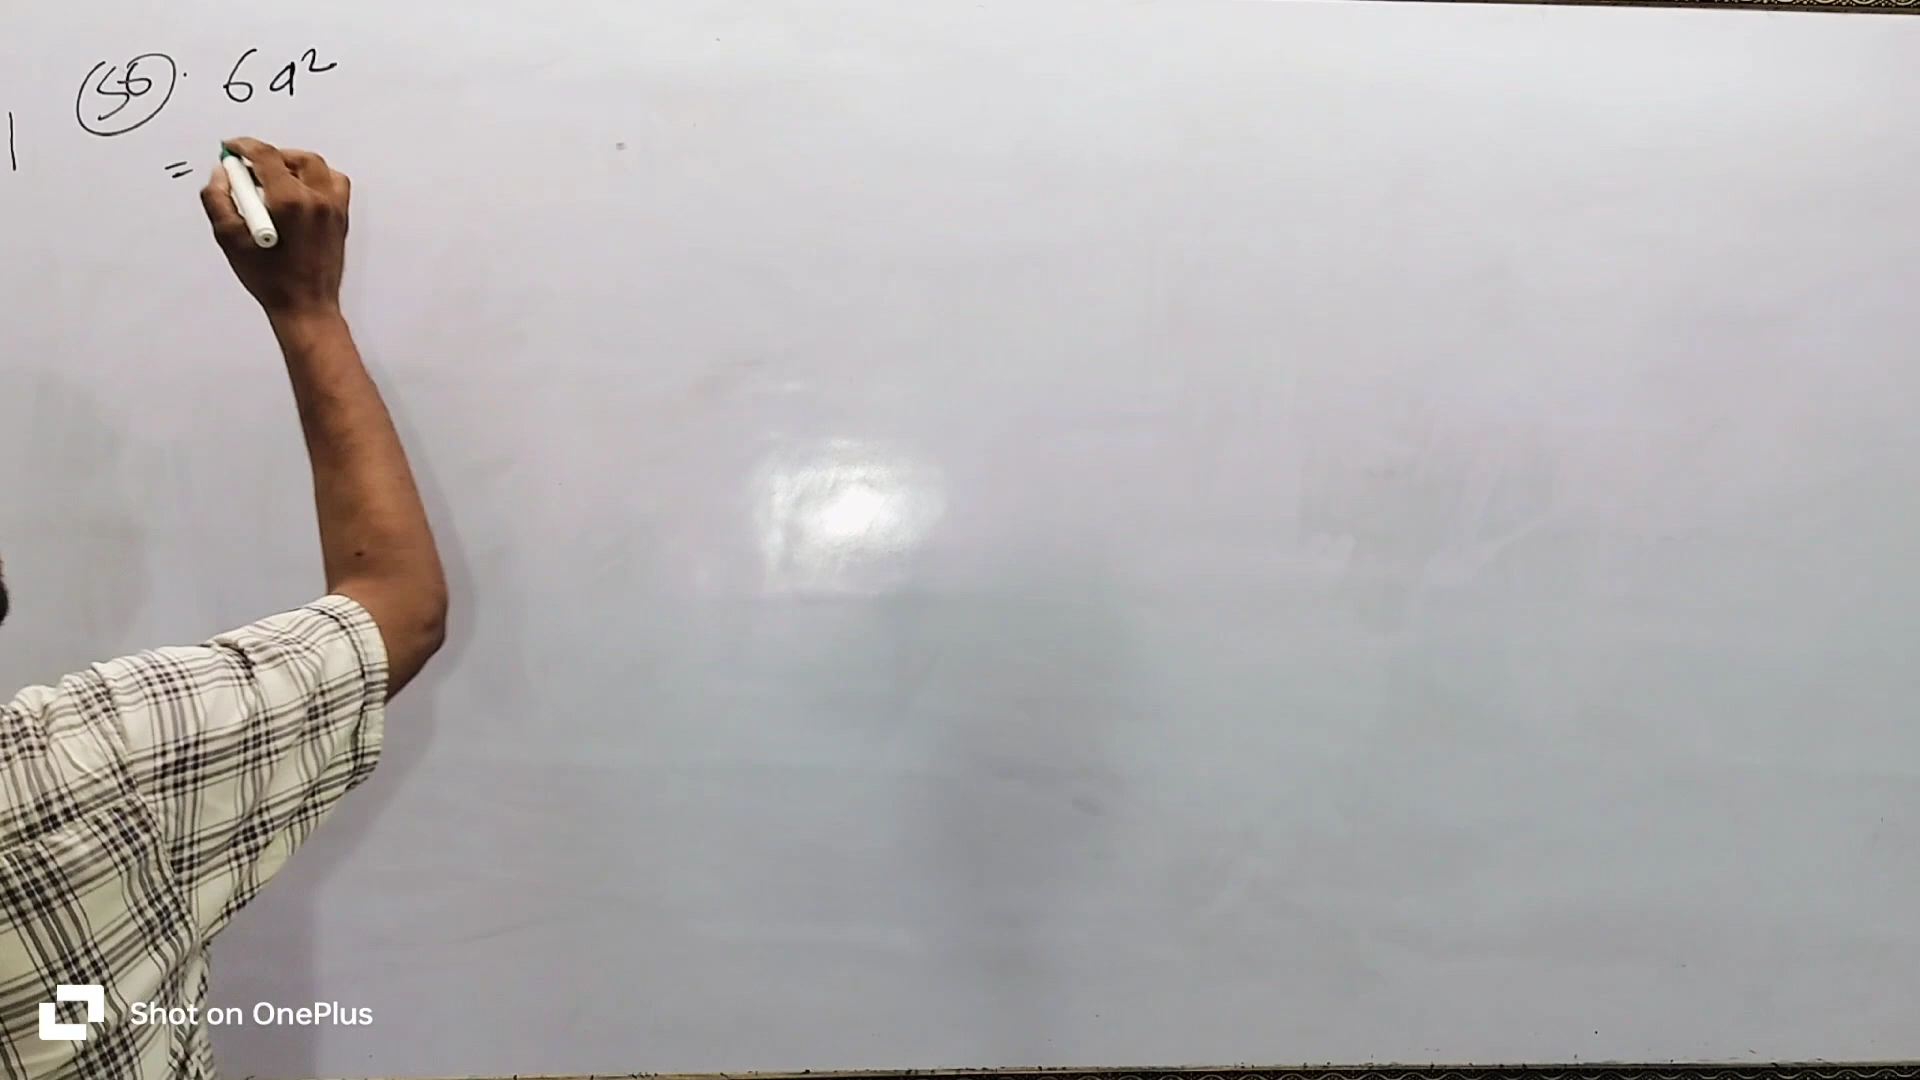 (56). 6a²
=
Shot on OnePlus